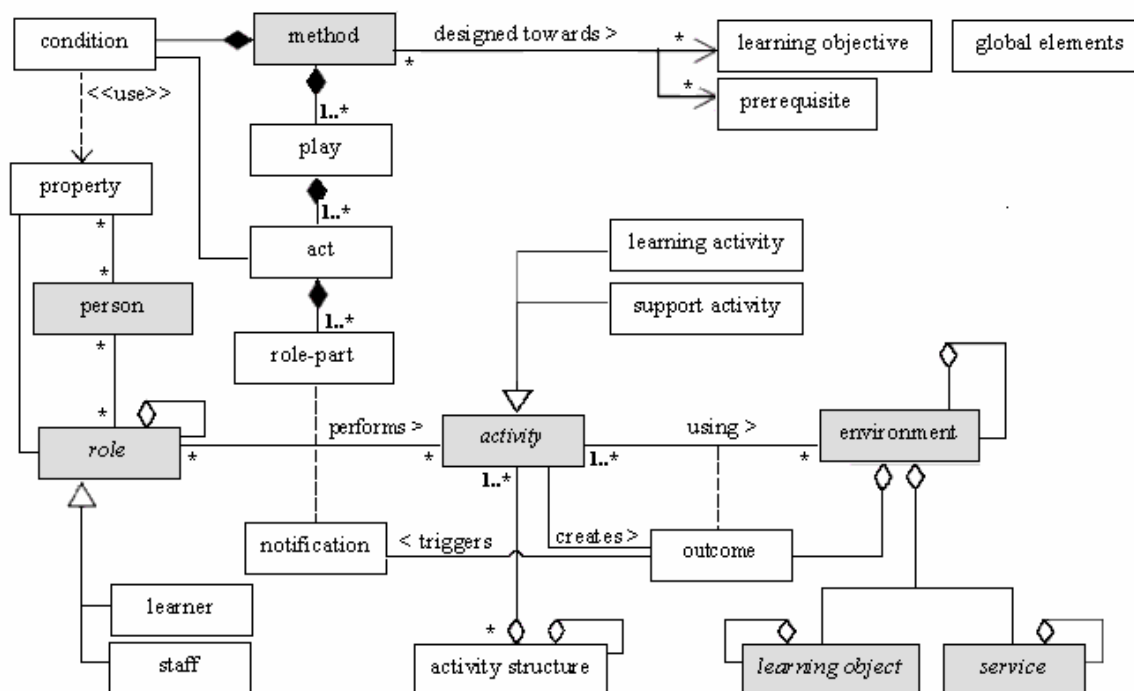 condition
method
designed towards >
*
*
learning objective
global elements
<<use>>
*
prerequisite
1..*
play
property
1..*
*
act
learning activity
*
person
support activity
1..*
*
role-part
*
performs >
using >
role
*
*
activity
1..*
*
environment
1..*
notification
< triggers
creates >
outcome
learner
*
staff
activity structure
learning object
service